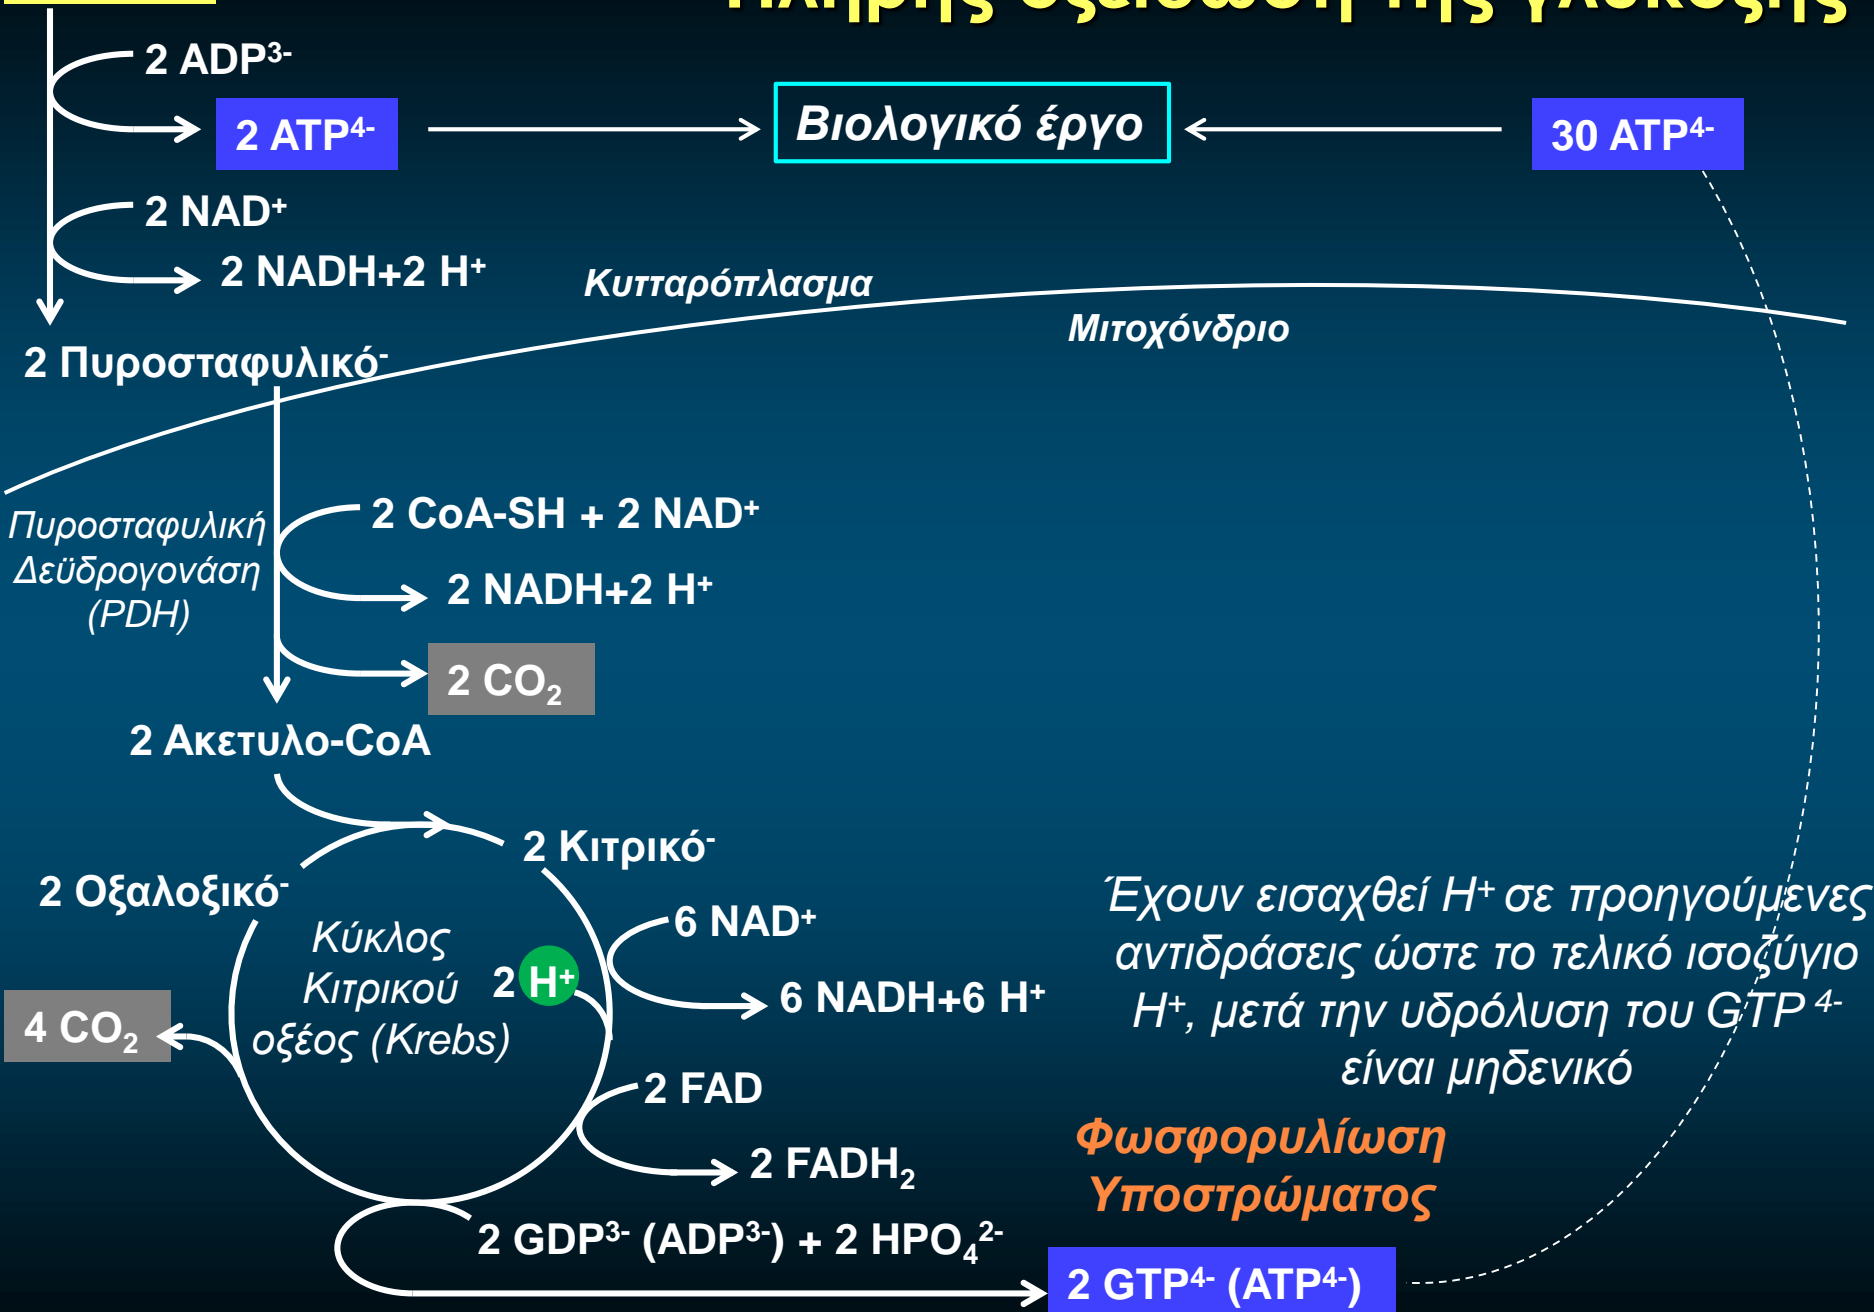 Πλήρης οξείδωση της γλυκόζης
2 ADP³⁻
2 ATP⁴⁻
Βιολογικό έργο
30 ATP⁴⁻
2 NAD⁺
2 NADH+2 H⁺
Κυτταρόπλασμα
Μιτοχόνδριο
2 Πυροσταφυλικό⁻
2 CoA-SH + 2 NAD⁺
Πυροσταφυλική
Δεϋδρογονάση
(PDH)
2 NADH+2 H⁺
2 CO₂
2 Ακετυλο-CoA
2 Κιτρικό⁻
2 Οξαλοξικό⁻
Κύκλος
Κιτρικού
οξέος (Krebs)
2 H⁺
6 NAD⁺
6 NADH+6 H⁺
4 CO₂
Έχουν εισαχθεί H⁺ σε προηγούμενες
αντιδράσεις ώστε το τελικό ισοζύγιο
H⁺, μετά την υδρόλυση του GTP ⁴⁻
είναι μηδενικό
2 FAD
2 FADH₂
Φωσφορυλίωση
Υποστρώματος
2 GDP³⁻ (ADP³⁻) + 2 HPO₄²⁻
2 GTP⁴⁻ (ATP⁴⁻)